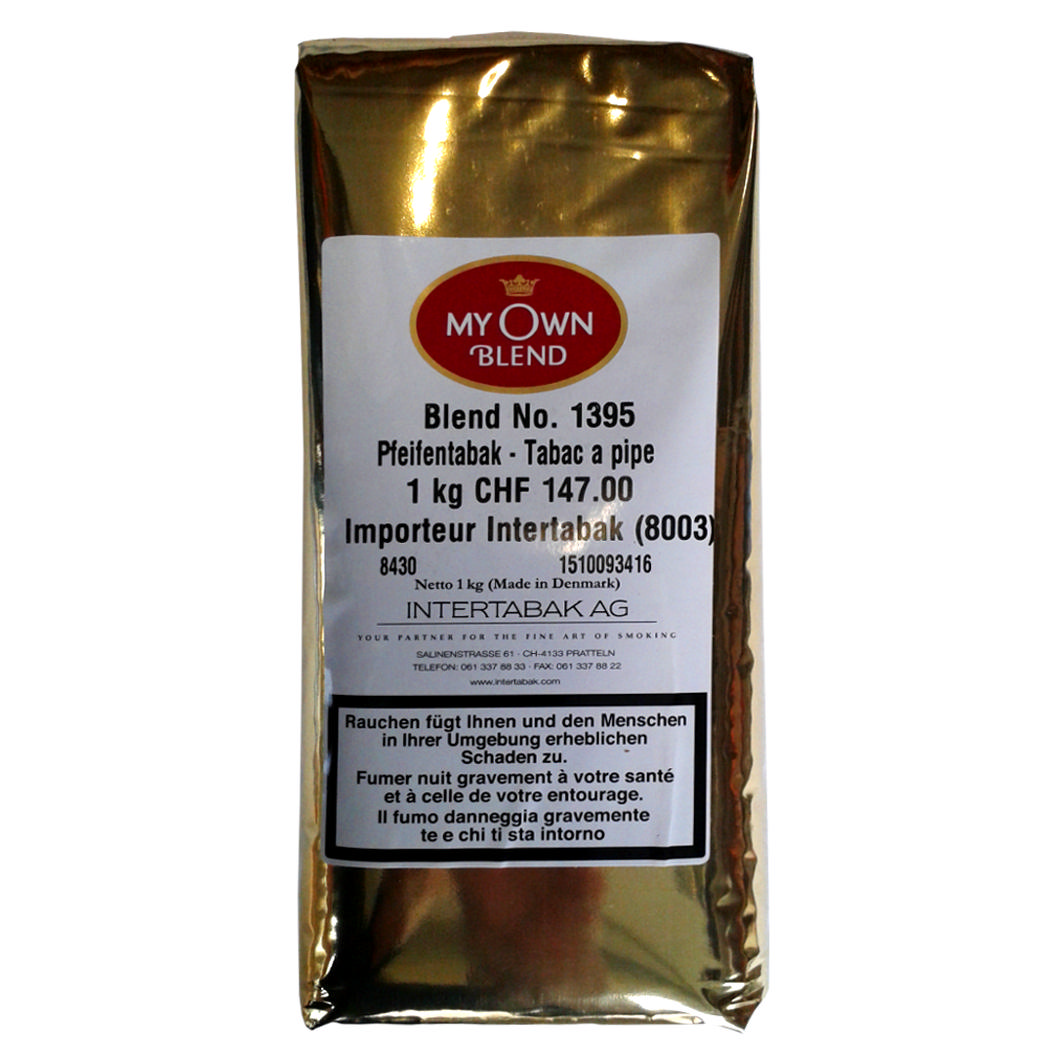 MY OWN
BLEND
Blend No. 1395
Pfeifentabak - Tabac a pipe
1 kg CHF 147.00
Importeur Intertabak (8003)
8430 1510093416
Netto 1 kg (Made in Denmark)
INTERTABAK AG
YOUR PARTNER FOR THE FINE ART OF SMOKING
SALINENSTRASSE 61 · CH-4133 PRATTELN
TELEFON: 061 337 88 33 · FAX: 061 337 88 22
www.intertabak.com
Rauchen fügt Ihnen und den Menschen
in Ihrer Umgebung erheblichen
Schaden zu.
Fumer nuit gravement à votre santé
et à celle de votre entourage.
Il fumo danneggia gravemente
te e chi ti sta intorno